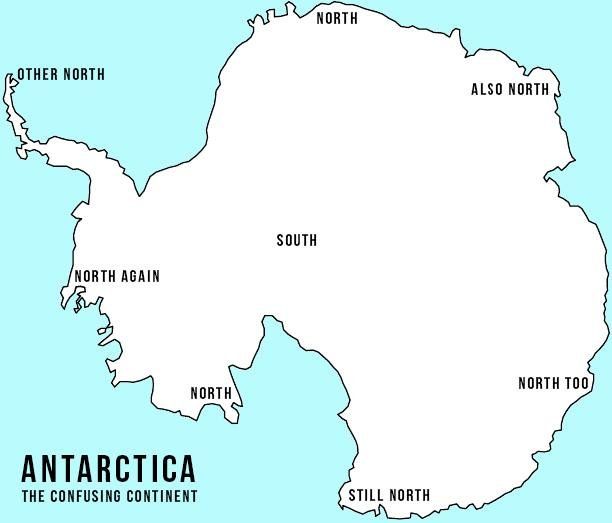 NORTH
OTHER NORTH
ALSO NORTH
SOUTH
NORTH AGAIN
NORTH TOO
NORTH
STILL NORTH
ANTARCTICA
THE CONFUSING CONTINENT